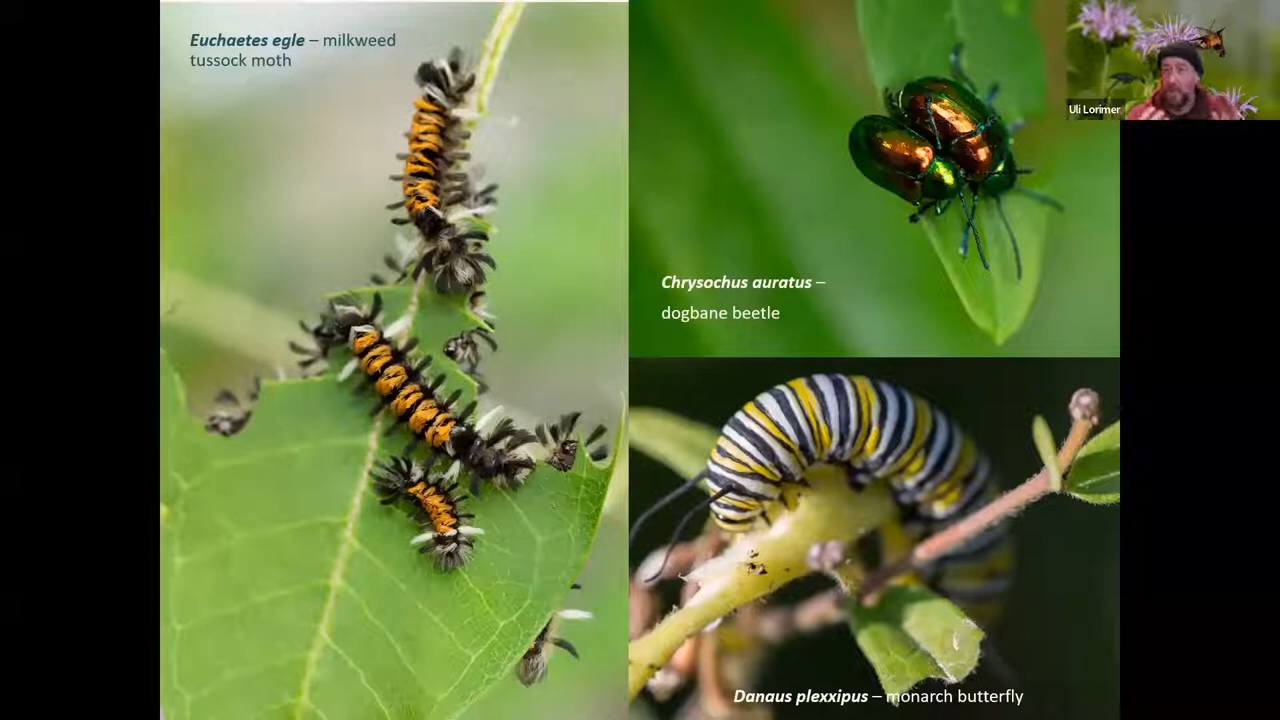 Euchaetes egle – milkweed
tussock moth
Uli Lorimer
Chrysochus auratus –
dogbane beetle
Danaus plexxipus – monarch butterfly